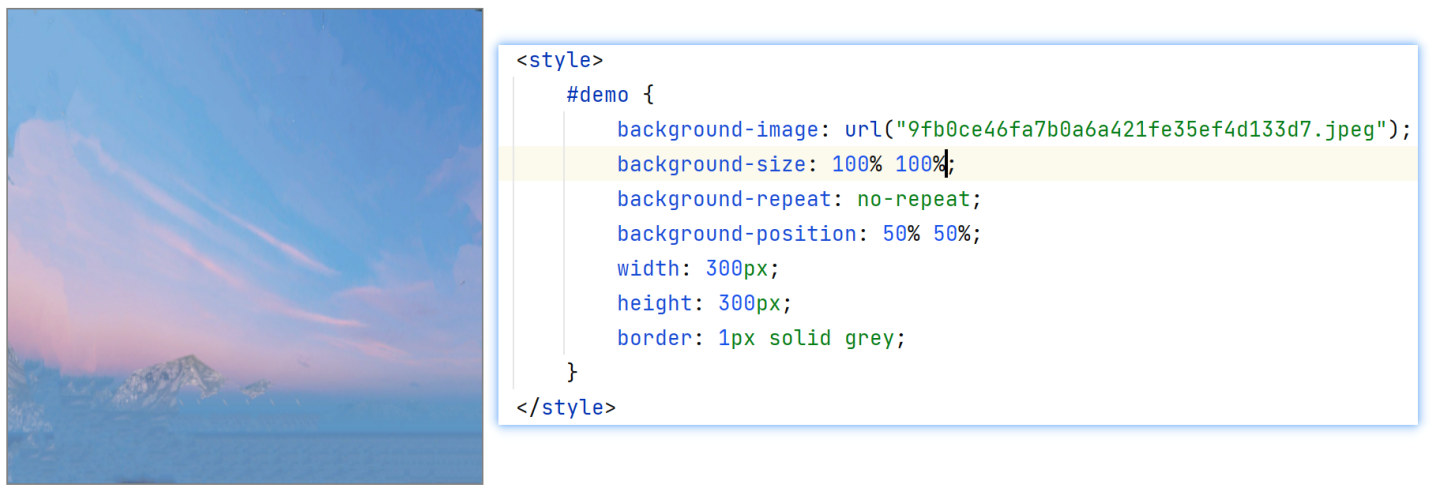 <style>
#demo {
background-image: url("9fb0ce46fa7b0a6a421fe35ef4d133d7.jpeg");
background-size: 100% 100%;
background-repeat: no-repeat;
background-position: 50% 50%;
width: 300px;
height: 300px;
border: 1px solid grey;
}
</style>